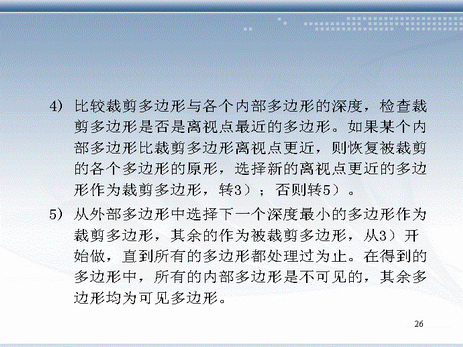 4) 比较裁剪多边形与各个内部多边形的深度，检查裁
剪多边形是否是离视点最近的多边形。如果某个内
部多边形比裁剪多边形离视点更近，则恢复被裁剪
的各个多边形的原形，选择新的离视点更近的多边
形作为裁剪多边形，转3）；否则转5）。
5) 从外部多边形中选择下一个深度最小的多边形作为
裁剪多边形，其余的作为被裁剪多边形，从3）开
始做，直到所有的多边形都处理过为止。在得到的
多边形中，所有的内部多边形是不可见的，其余多
边形均为可见多边形。
26